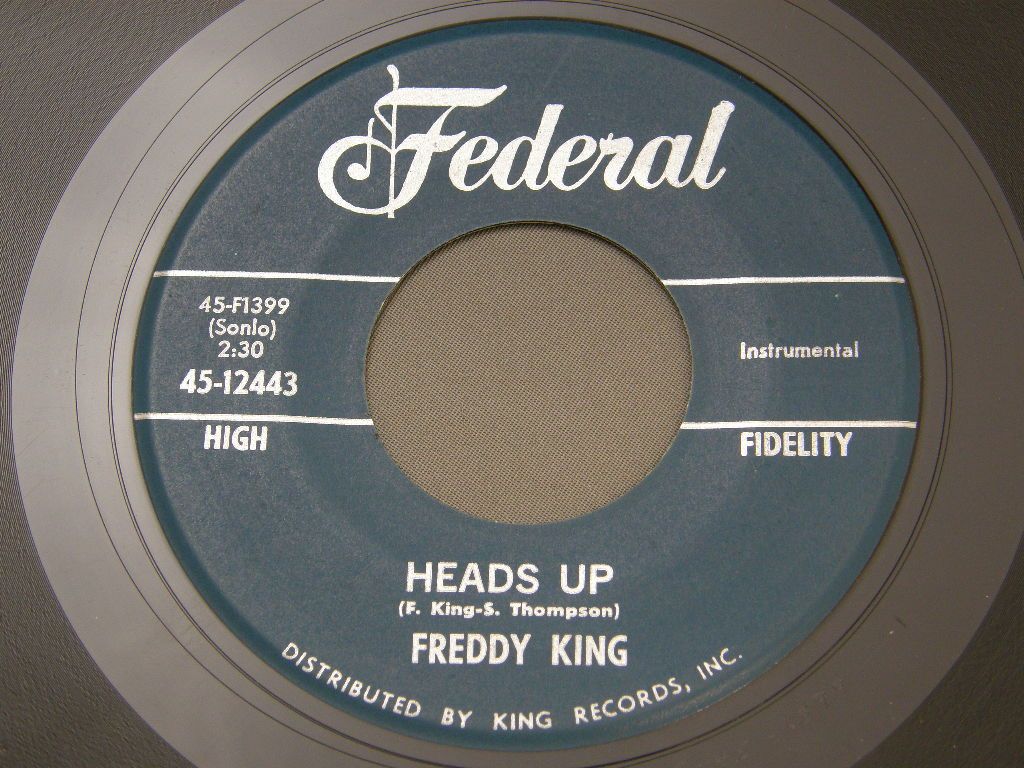 Federal
45-F1399
(Sonlo)
2:30
45-12443
Instrumental
HIGH
FIDELITY
HEADS UP
(F. King-S. Thompson)
FREDDY KING
DISTRIBUTED BY KING RECORDS, INC.